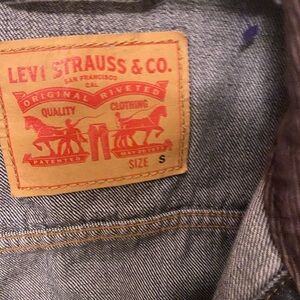 LEVI STRAUSS & CO.
SAN FRANCISCO
CAL.
ORIGINAL RIVETED
QUALITY CLOTHING
PATENTED
SIZE S